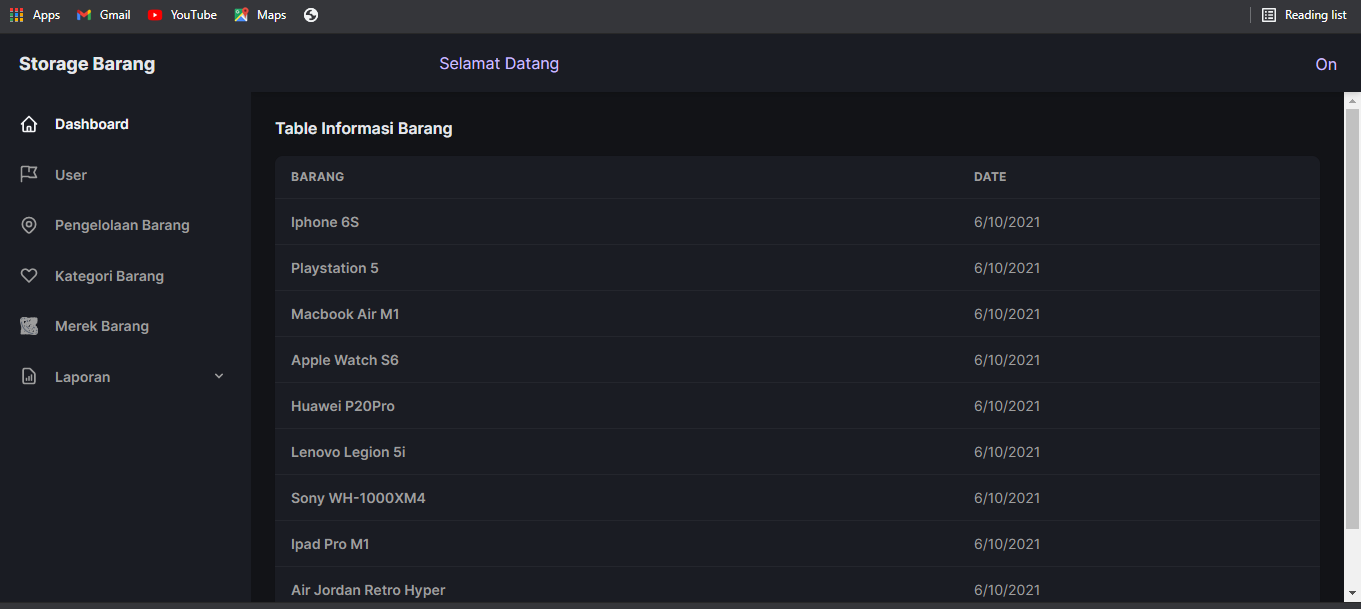 Apps Gmail YouTube Maps Reading list
Storage Barang Selamat Datang On
Dashboard
User
Pengelolaan Barang
Kategori Barang
Merek Barang
Laporan
Table Informasi Barang
BARANG DATE
Iphone 6S 6/10/2021
Playstation 5 6/10/2021
Macbook Air M1 6/10/2021
Apple Watch S6 6/10/2021
Huawei P20Pro 6/10/2021
Lenovo Legion 5i 6/10/2021
Sony WH-1000XM4 6/10/2021
Ipad Pro M1 6/10/2021
Air Jordan Retro Hyper 6/10/2021